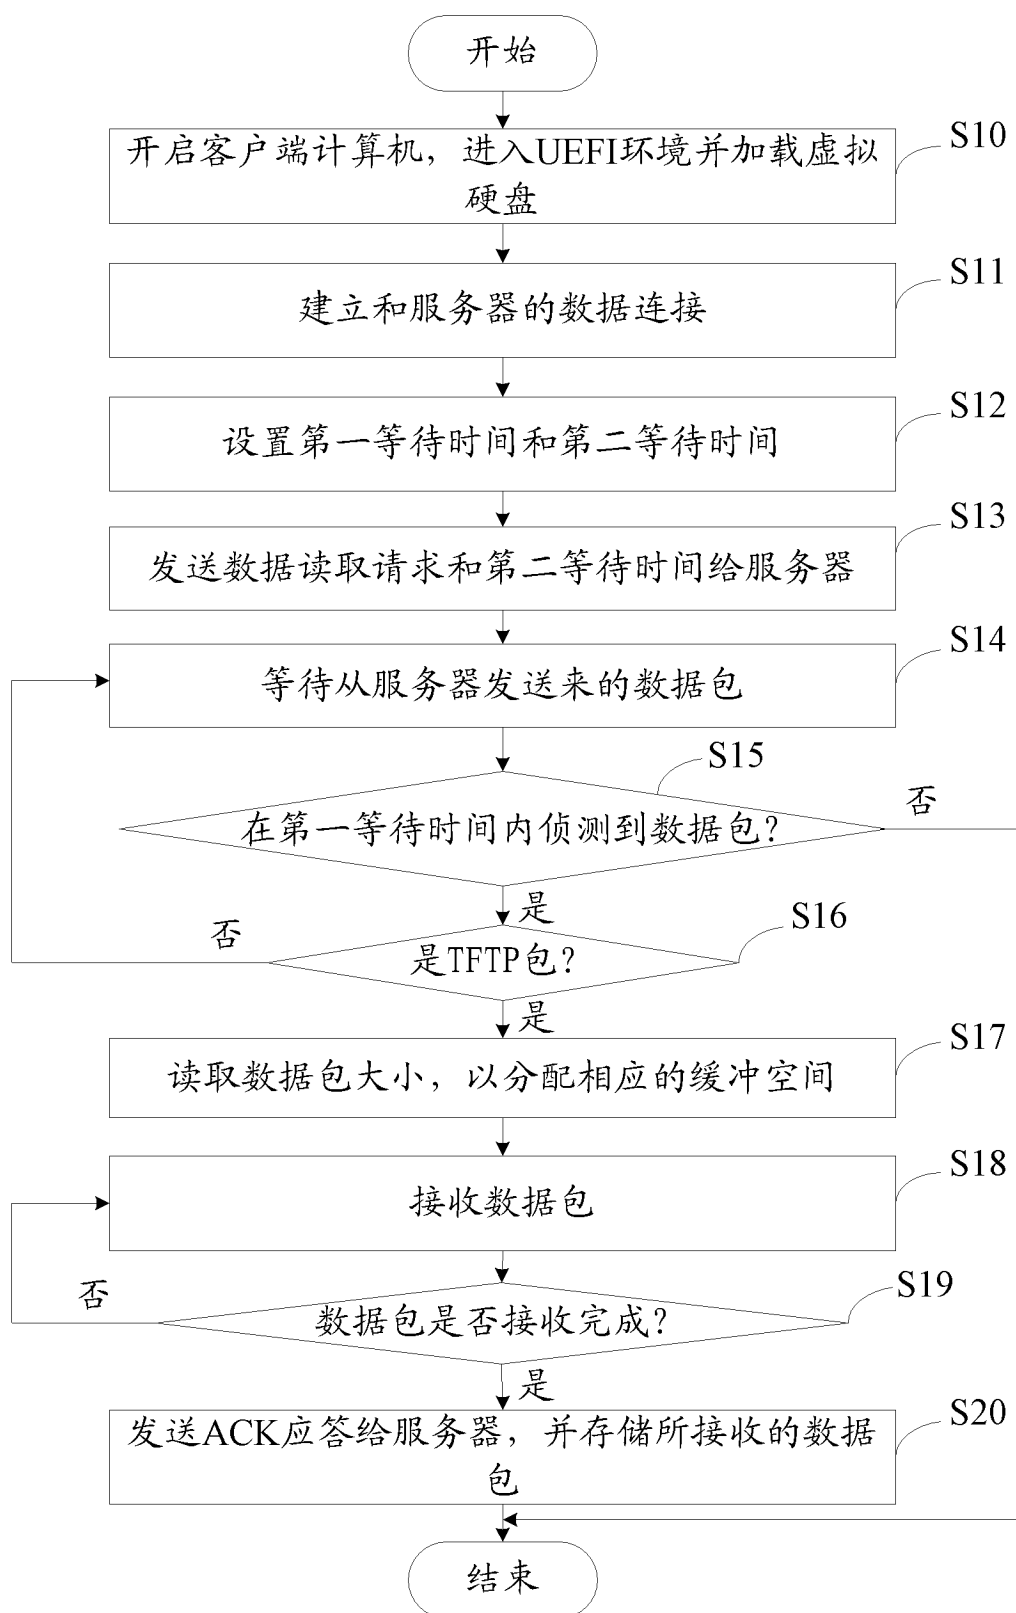 开始
S10
开启客户端计算机，进入UEFI环境并加载虚拟
硬盘
S11
建立和服务器的数据连接
S12
设置第一等待时间和第二等待时间
S13
发送数据读取请求和第二等待时间给服务器
S14
等待从服务器发送来的数据包
S15
否
在第一等待时间内侦测到数据包？
是
S16
否
是TFTP包？
是
S17
读取数据包大小，以分配相应的缓冲空间
S18
接收数据包
否
S19
数据包是否接收完成？
是
S20
发送ACK应答给服务器，并存储所接收的数据
包
结束